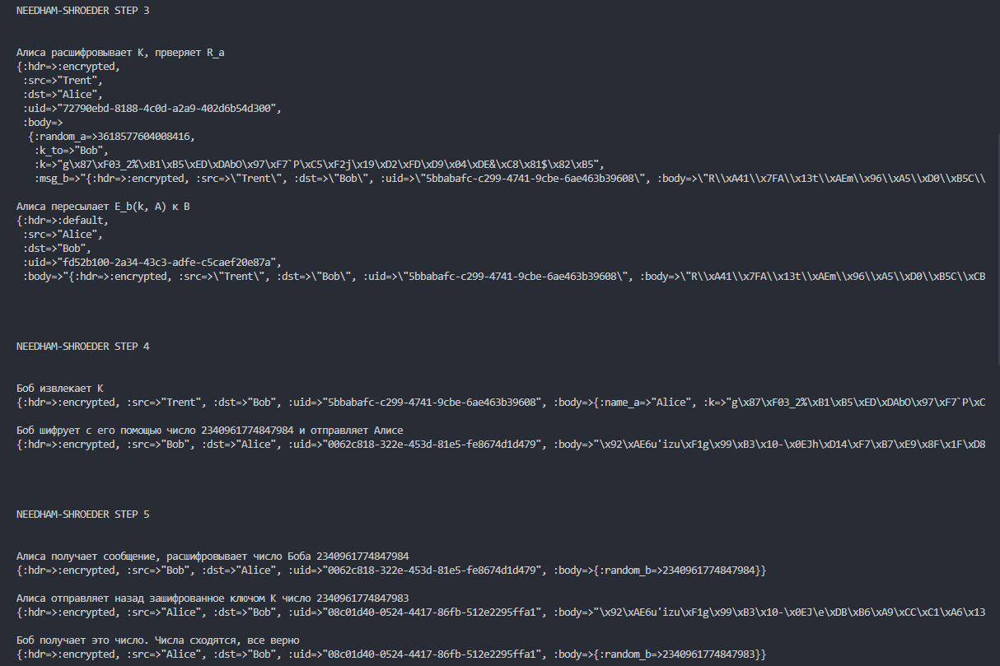 NEEDHAM-SHROEDER STEP 3
Алиса расшифровывает K, прверяет R_a
{:hdr=>:encrypted,
:src=>"Trent",
:dst=>"Alice",
:uid=>"72790ebd-8188-4c0d-a2a9-402d6b54d300",
:body=>
{:random_a=>3618577604008416,
:k_to=>"Bob",
:k=>"g\x87\xF03_2%\xB1\xB5\xED\xDAbO\x97\xF7`P\xC5\xF2j\x19\xD2\xFD\xD9\x04\xDE&\xC8\x81$\x82\xB5",
:msg_b=>"{:hdr=>:encrypted, :src=>\"Trent\", :dst=>\"Bob\", :uid=>\"5bbabafc-c299-4741-9cbe-6ae463b39608\", :body=>\"R\\xA41\\x7FA\\x13t\\xAEm\\x96\\xA5\\xD0\\xB5C\\
Алиса пересылает E_b(k, A) к B
{:hdr=>:default,
:src=>"Alice",
:dst=>"Bob",
:uid=>"fd52b100-2a34-43c3-adfe-c5caef20e87a",
:body=>"{:hdr=>:encrypted, :src=>\"Trent\", :dst=>\"Bob\", :uid=>\"5bbabafc-c299-4741-9cbe-6ae463b39608\", :body=>\"R\\xA41\\x7FA\\x13t\\xAEm\\x96\\xA5\\xD0\\xB5C\\xCB
NEEDHAM-SHROEDER STEP 4
Боб извлекает K
{:hdr=>:encrypted, :src=>"Trent", :dst=>"Bob", :uid=>"5bbabafc-c299-4741-9cbe-6ae463b39608", :body=>{:name_a=>"Alice", :k=>"g\x87\xF03_2%\xB1\xB5\xED\xDAbO\x97\xF7`P\xC
Боб шифрует с его помощью число 2340961774847984 и отправляет Алисе
{:hdr=>:encrypted, :src=>"Bob", :dst=>"Alice", :uid=>"0062c818-322e-453d-81e5-fe8674d1d479", :body=>"\x92\xAE6u'izu\xF1g\x99\xB3\x10-\x0EJh\xD14\xF7\xB7\xE9\x8F\x1F\xD8
NEEDHAM-SHROEDER STEP 5
Алиса получает сообщение, расшифровывает число Боба 2340961774847984
{:hdr=>:encrypted, :src=>"Bob", :dst=>"Alice", :uid=>"0062c818-322e-453d-81e5-fe8674d1d479", :body=>{:random_b=>2340961774847984}}
Алиса отправляет назад зашифрованное ключом K число 2340961774847983
{:hdr=>:encrypted, :src=>"Alice", :dst=>"Bob", :uid=>"08c01d40-0524-4417-86fb-512e2295ffa1", :body=>"\x92\xAE6u'izu\xF1g\x99\xB3\x10-\x0EJ\e\xDB\xB6\xA9\xCC\xC1\xA6\x13
Боб получает это число. Числа сходятся, все верно
{:hdr=>:encrypted, :src=>"Alice", :dst=>"Bob", :uid=>"08c01d40-0524-4417-86fb-512e2295ffa1", :body=>{:random_b=>2340961774847983}}